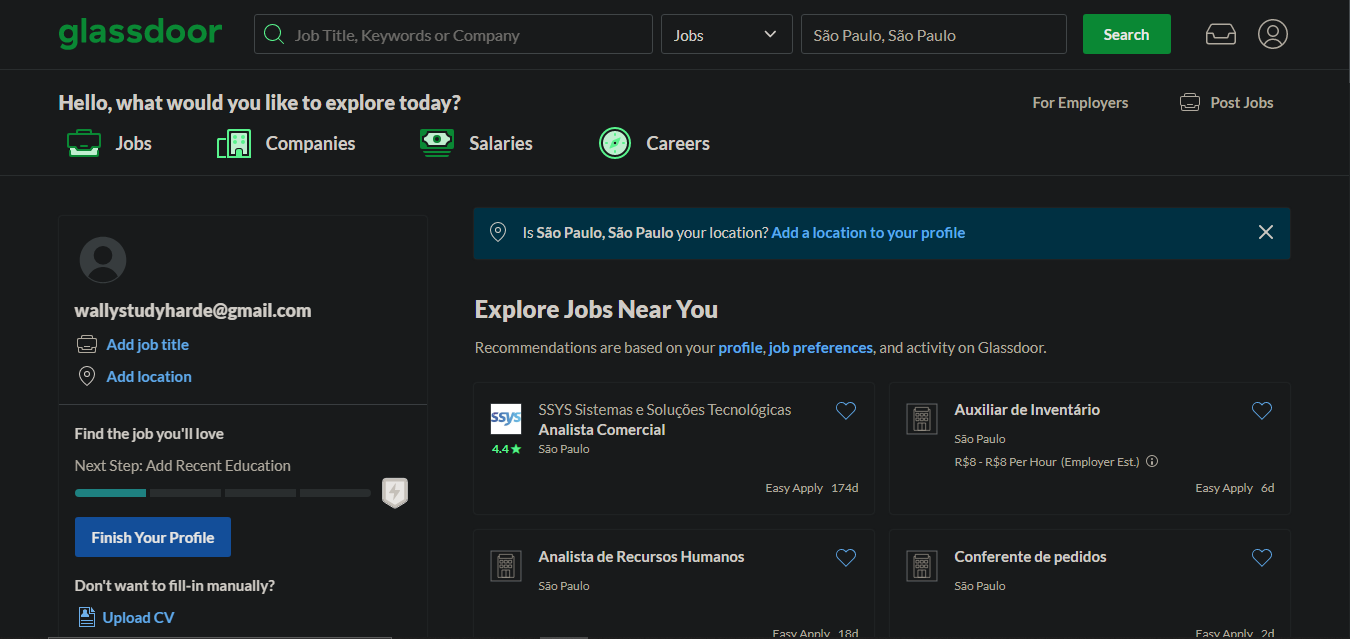 glassdoor
Job Title, Keywords or Company
Jobs
São Paulo, São Paulo
Search
Hello, what would you like to explore today?
For Employers
Post Jobs
Jobs
Companies
Salaries
Careers
wallystudyharde@gmail.com
Add job title
Add location
Find the job you'll love
Next Step: Add Recent Education
Finish Your Profile
Don't want to fill-in manually?
Upload CV
Is São Paulo, São Paulo your location? Add a location to your profile
Explore Jobs Near You
Recommendations are based on your profile, job preferences, and activity on Glassdoor.
ssys
4.4★
SSYS Sistemas e Soluções Tecnológicas
Analista Comercial
São Paulo
Easy Apply 174d
Auxiliar de Inventário
São Paulo
R$8 - R$8 Per Hour (Employer Est.)
Easy Apply 6d
Analista de Recursos Humanos
São Paulo
Easy Apply 18d
Conferente de pedidos
São Paulo
Easy Apply 2d